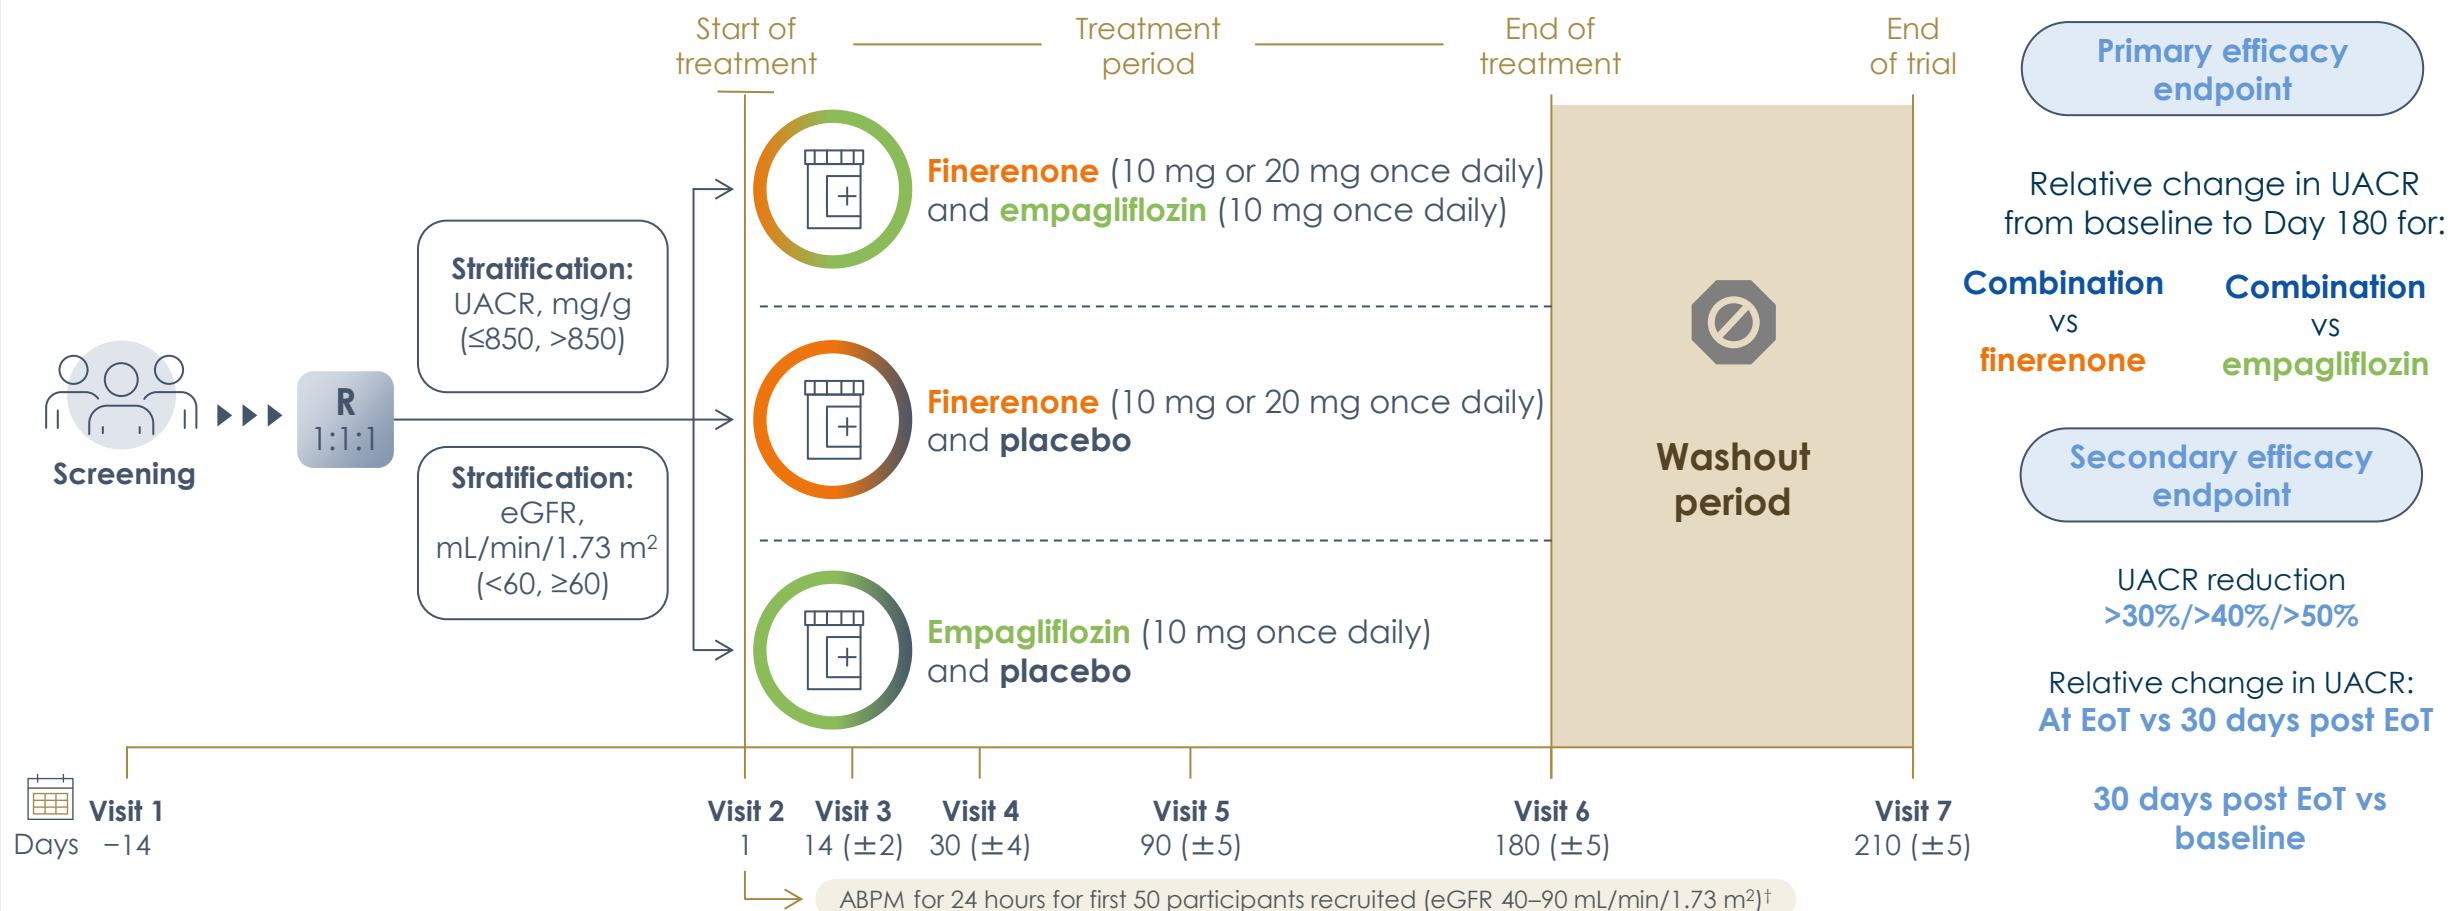 Start of
treatment
Treatment
period
End of
treatment
End
of trial
Screening
R
1:1:1
Stratification:
UACR, mg/g
(≤850, >850)
Stratification:
eGFR,
mL/min/1.73 m²
(<60, ≥60)
Finerenone (10 mg or 20 mg once daily)
and empagliflozin (10 mg once daily)
Finerenone (10 mg or 20 mg once daily)
and placebo
Empagliflozin (10 mg once daily)
and placebo
Washout
period
Primary efficacy
endpoint
Relative change in UACR
from baseline to Day 180 for:
Combination
vs
finerenone
Combination
vs
empagliflozin
Secondary efficacy
endpoint
UACR reduction
>30%/>40%/>50%
Relative change in UACR:
At EoT vs 30 days post EoT
30 days post EoT vs
baseline
Days
Visit 1
−14
Visit 2
1
Visit 3
14 (±2)
Visit 4
30 (±4)
Visit 5
90 (±5)
Visit 6
180 (±5)
Visit 7
210 (±5)
ABPM for 24 hours for first 50 participants recruited (eGFR 40–90 mL/min/1.73 m²)†